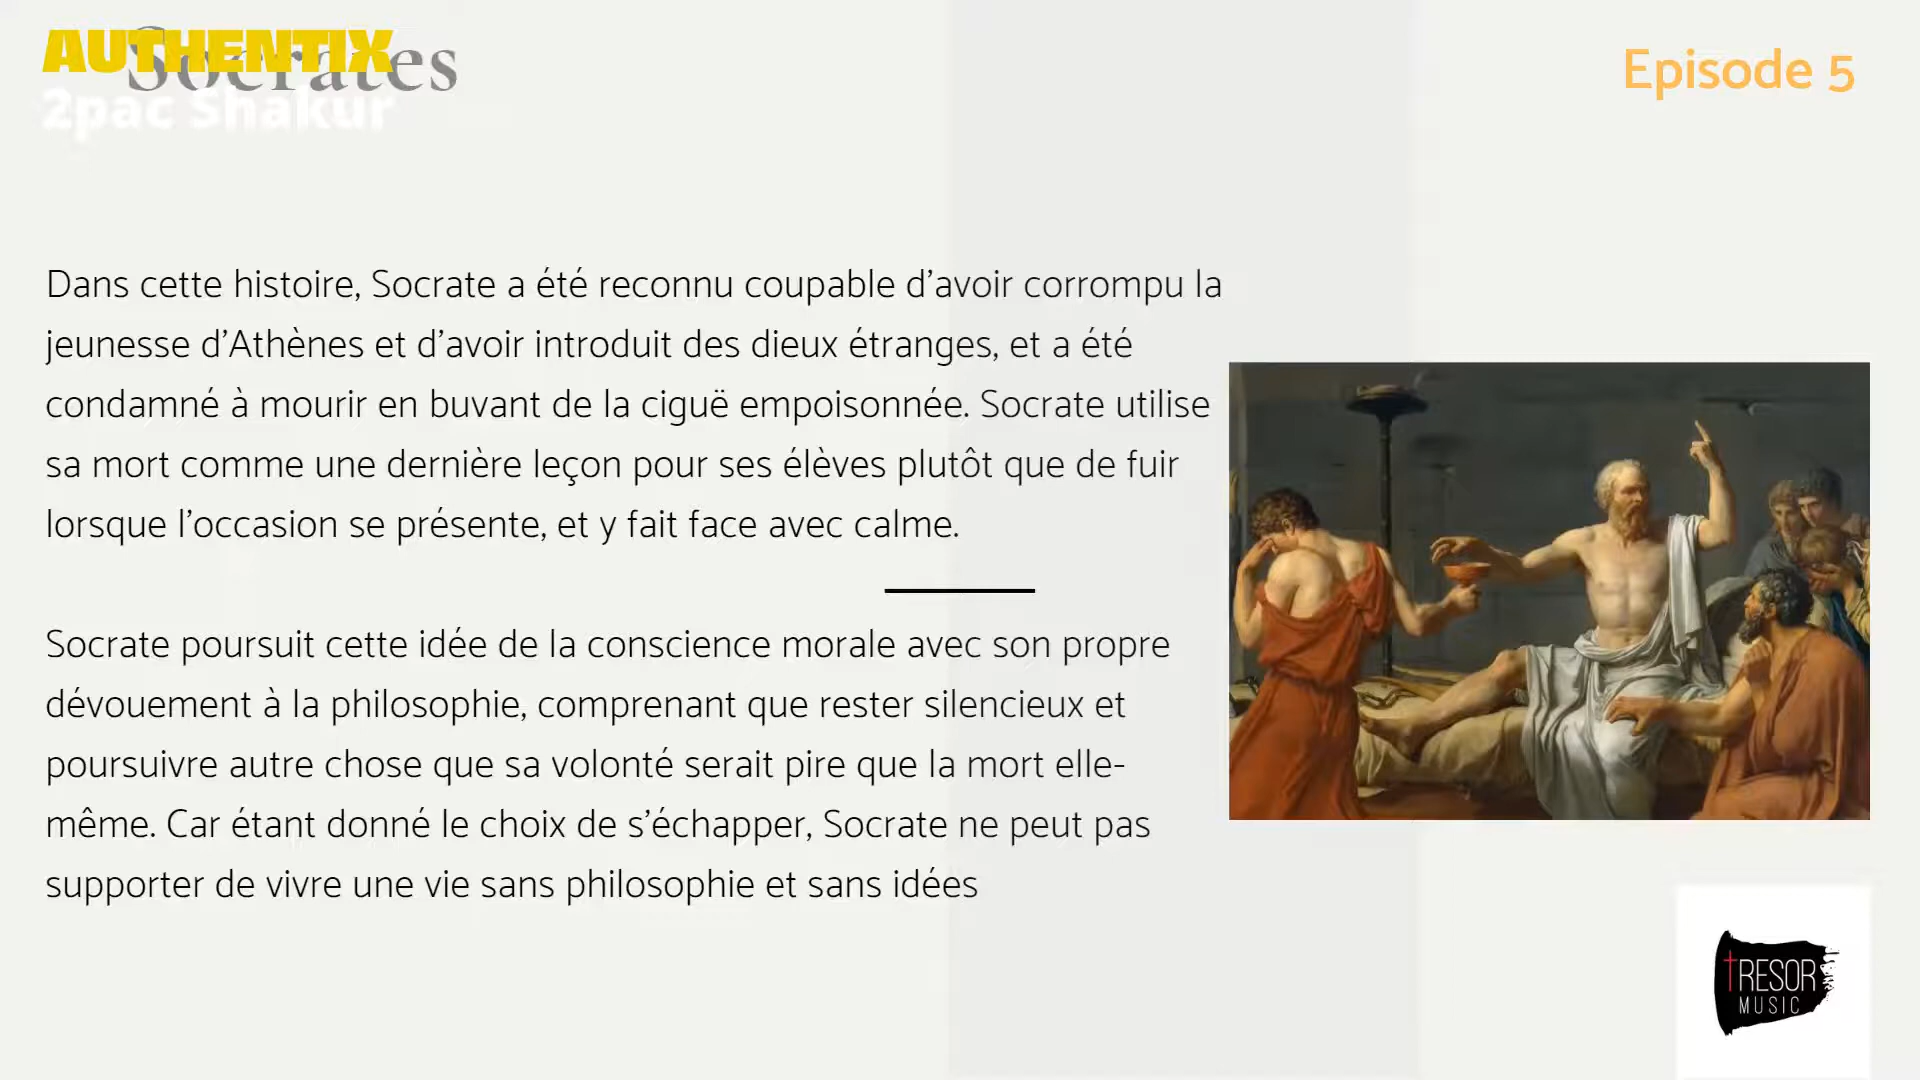 AUTHENTIX
Socrates
2pac Shakur
Episode 5
Dans cette histoire, Socrate a été reconnu coupable d’avoir corrompu la
jeunesse d’Athènes et d’avoir introduit des dieux étranges, et a été
condamné à mourir en buvant de la ciguë empoisonnée. Socrate utilise
sa mort comme une dernière leçon pour ses élèves plutôt que de fuir
lorsque l’occasion se présente, et y fait face avec calme.
Socrate poursuit cette idée de la conscience morale avec son propre
dévouement à la philosophie, comprenant que rester silencieux et
poursuivre autre chose que sa volonté serait pire que la mort elle-
même. Car étant donné le choix de s’échapper, Socrate ne peut pas
supporter de vivre une vie sans philosophie et sans idées
TRESOR
MUSIC